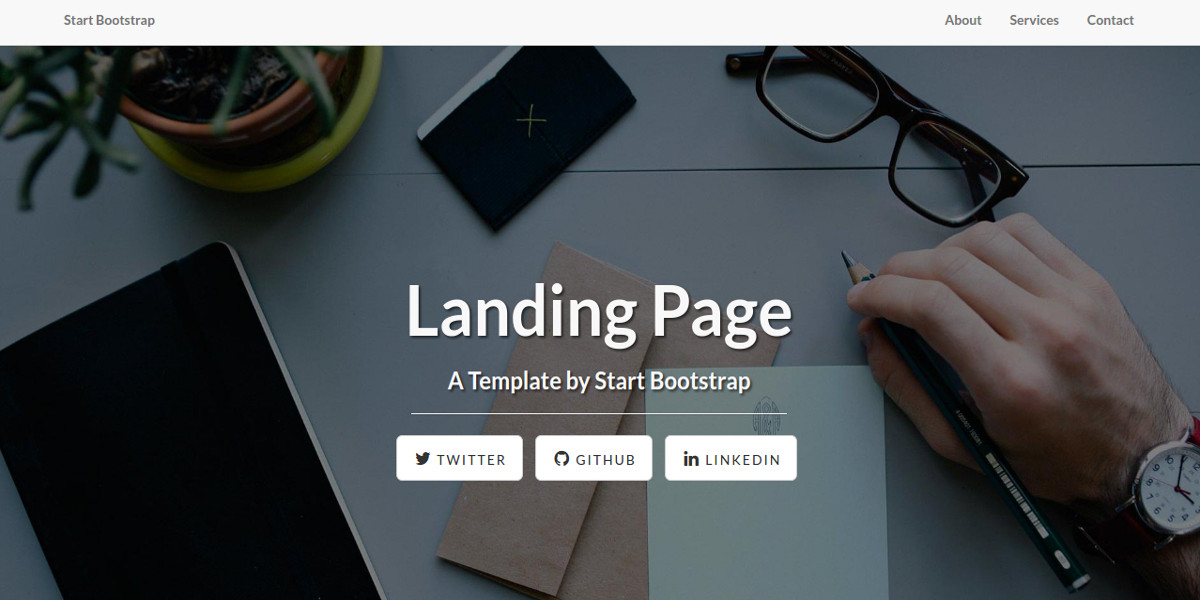 Start Bootstrap
About Services Contact
Landing Page
A Template by Start Bootstrap
TWITTER GITHUB LINKEDIN